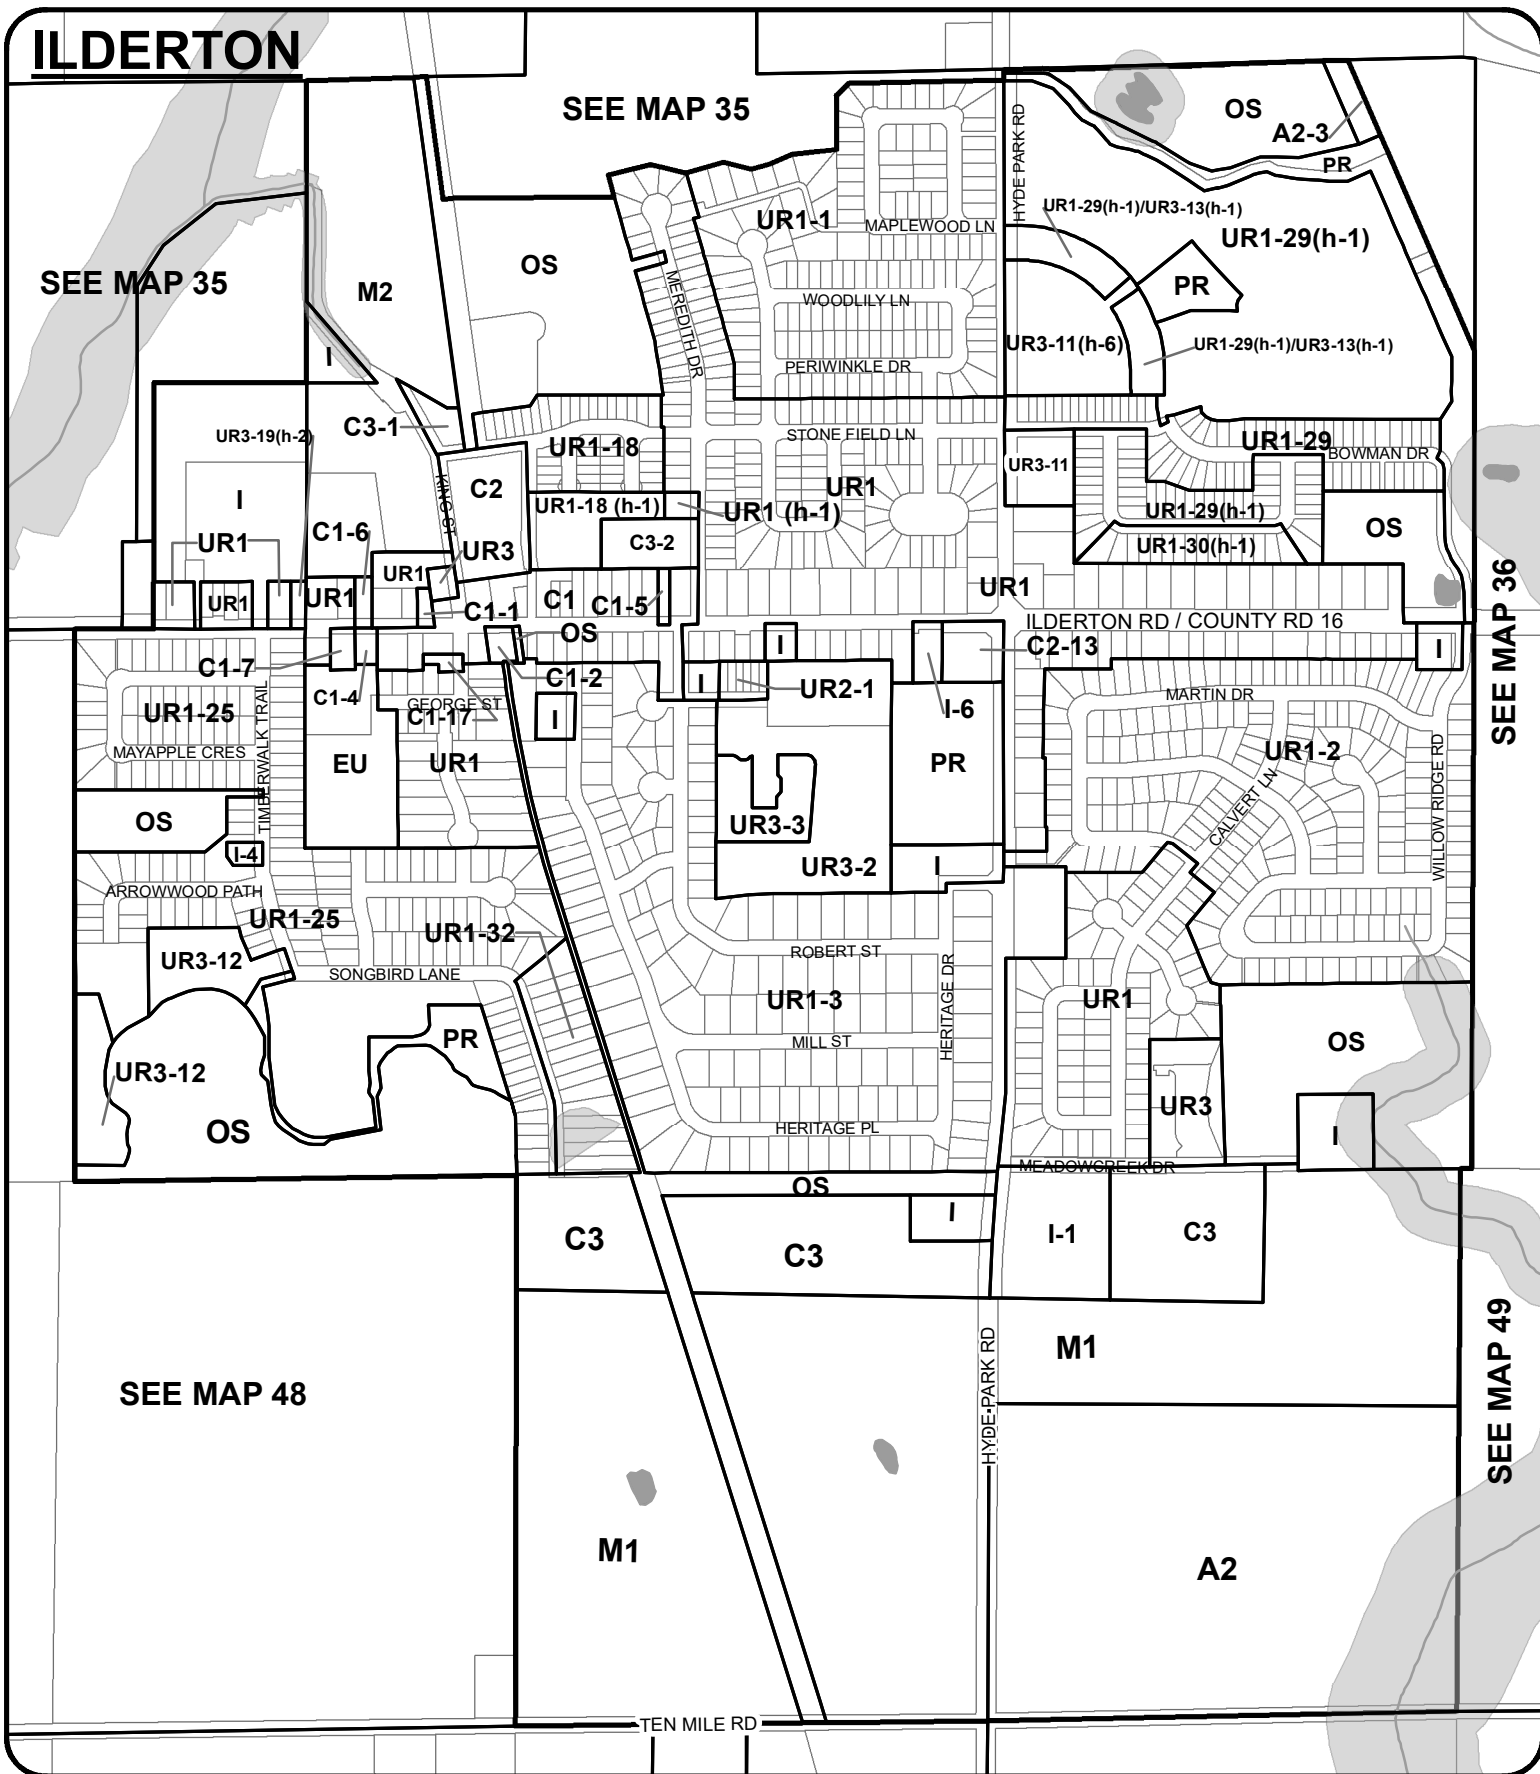 ILDERTON
SEE MAP 35
OS
A2-3
PR
HYDE PARK RD
UR1-29(h-1)/UR3-13(h-1)
UR1-1
MAPLEWOOD LN
UR1-29(h-1)
SEE MAP 35
M2
OS
MEREDITH DR
WOODLILY LN
PR
I
PERIWINKLE DR
UR3-11(h-6)
UR1-29(h-1)/UR3-13(h-1)
UR3-19(h-2)
C3-1
UR1-18
STONE FIELD LN
UR1-29
BOWMAN DR
UR3-11
I
KING ST
C2
UR1-18 (h-1)
UR1 (h-1)
UR1
UR1-29(h-1)
OS
UR1
C1-6
UR3
C3-2
UR1-30(h-1)
UR1
UR1
UR1
C1-1
C1
C1-5
UR1
SEE MAP 36
ILDERTON RD / COUNTY RD 16
OS
I
C2-13
I
C1-7
C1-4
C1-2
I
UR2-1
MARTIN DR
UR1-25
TIMBERWALK TRAIL
GEORGE ST
C1-17
I
I-6
MAYAPPLE CRES
EU
UR1
PR
UR1-2
WILLOW RIDGE RD
CALVERT LN
OS
UR3-3
I-4
UR3-2
I
ARROWWOOD PATH
UR1-25
UR1-32
UR3-12
SONGBIRD LANE
ROBERT ST
HERITAGE DR
UR1-3
UR1
PR
MILL ST
OS
UR3-12
OS
UR3
I
HERITAGE PL
MEADOWCREEK DR
OS
I
C3
C3
I-1
C3
HYDE PARK RD
M1
SEE MAP 49
SEE MAP 48
M1
A2
TEN MILE RD